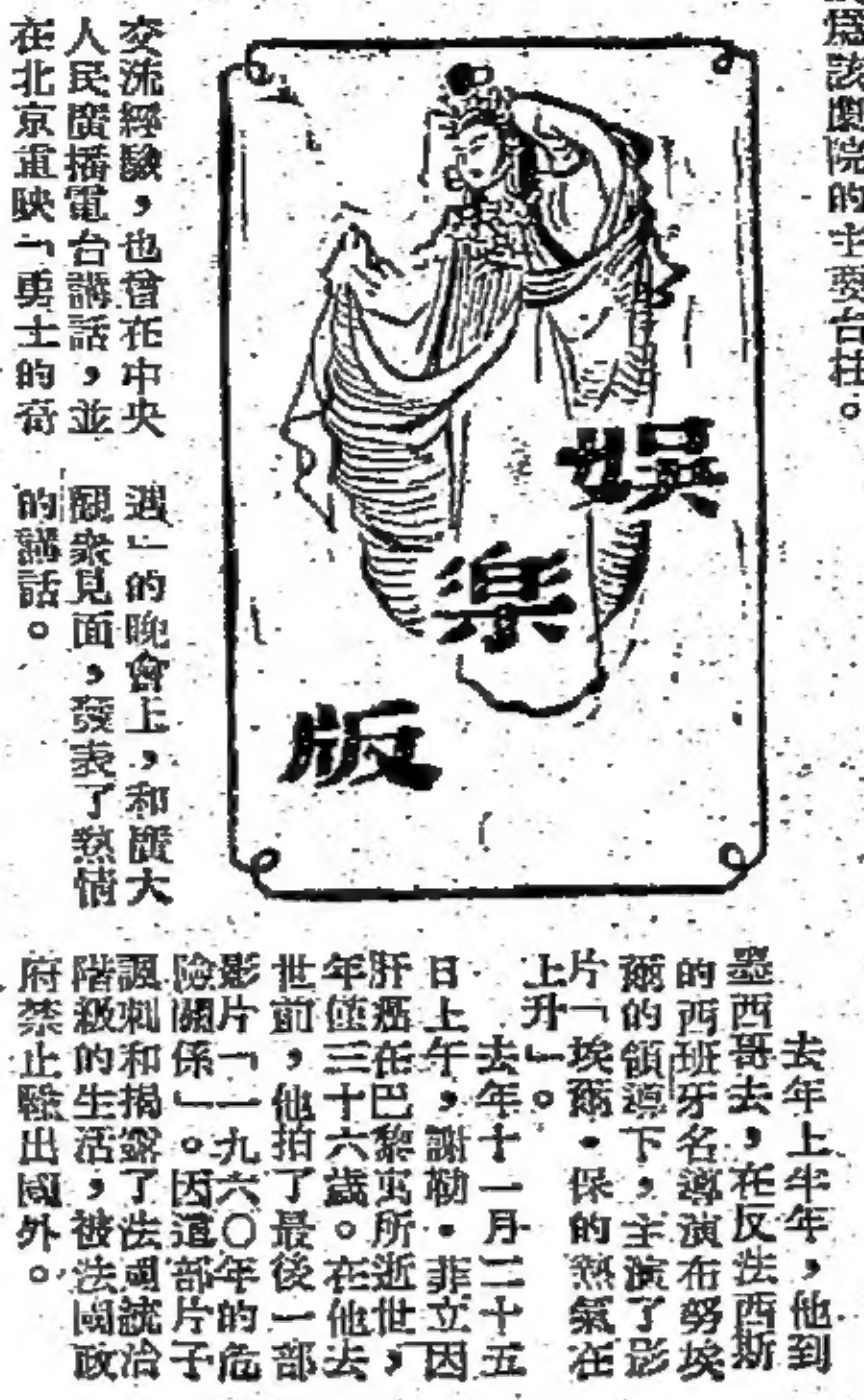 爲該劇院的主要台柱。
娛
樂
版
交流經驗，也曾在中央
人民廣播電台講話，並
在北京重映「勇士的奇
遇」的晚會上，和廣大
觀衆見面，發表了熱情
的講話。
去年上半年，他到
墨西哥去，在反法西斯
的西班牙名導演布努埃
爾的領導下，主演了影
片「埃爾·保的熱氣在
上升」。
去年十一月二十五
日上午，謝勒·菲立因
肝癌在巴黎寓所逝世，
年僅三十六歲。在他去
世前，他拍了最後一部
影片「一九六〇年的危
險關係」。因這部片子
諷刺和揭露了法國統治
階級的生活，被法國政
府禁止輸出國外。